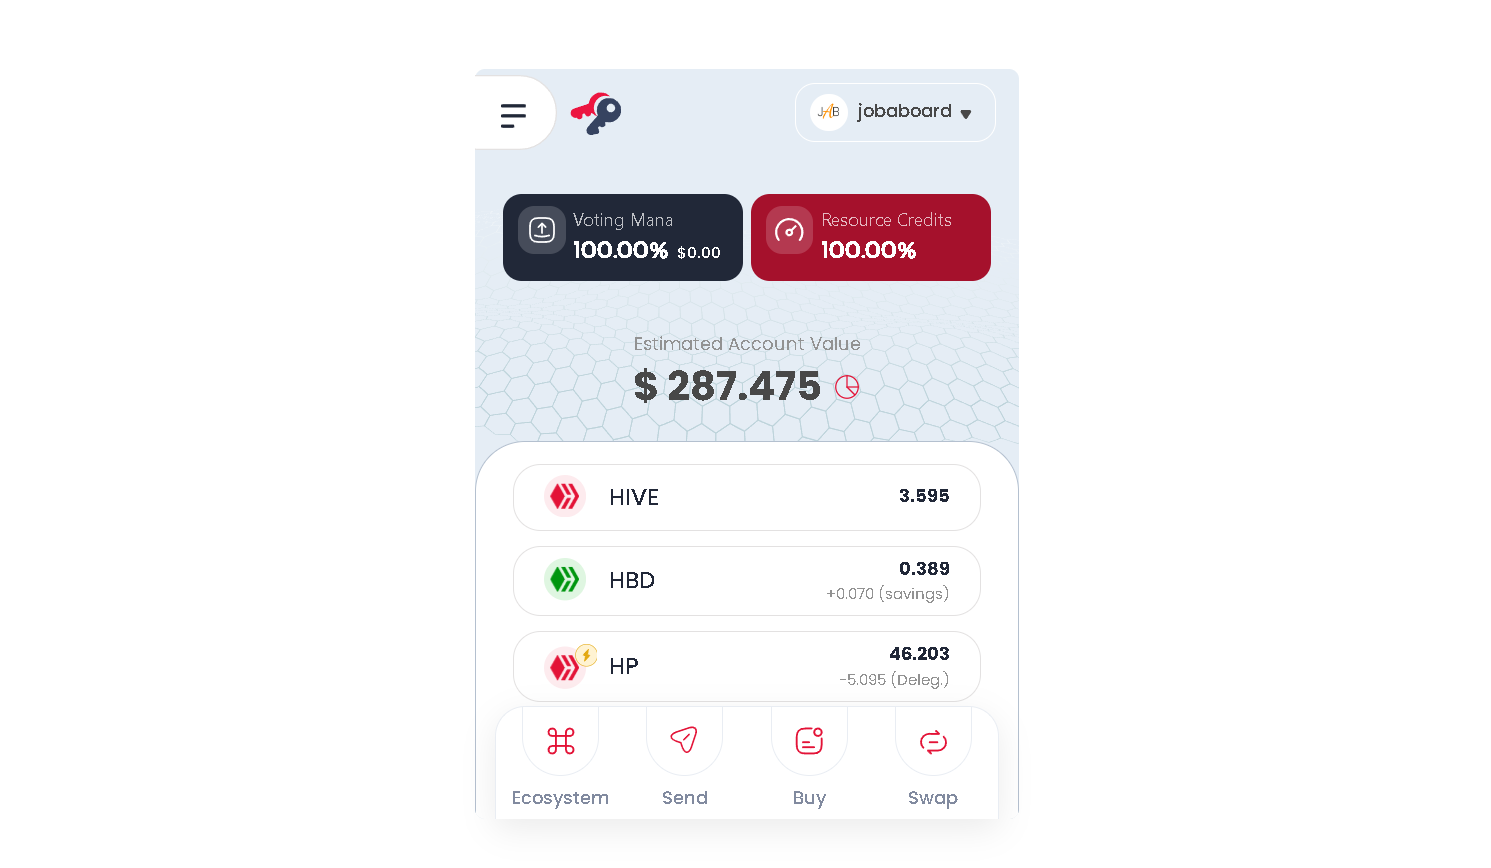 JAB jobaboard
Voting Mana
100.00% $0.00
Resource Credits
100.00%
Estimated Account Value
$ 287.475
HIVE 3.595
HBD 0.389
+0.070 (savings)
HP 46.203
-5.095 (Deleg.)
Ecosystem Send Buy Swap